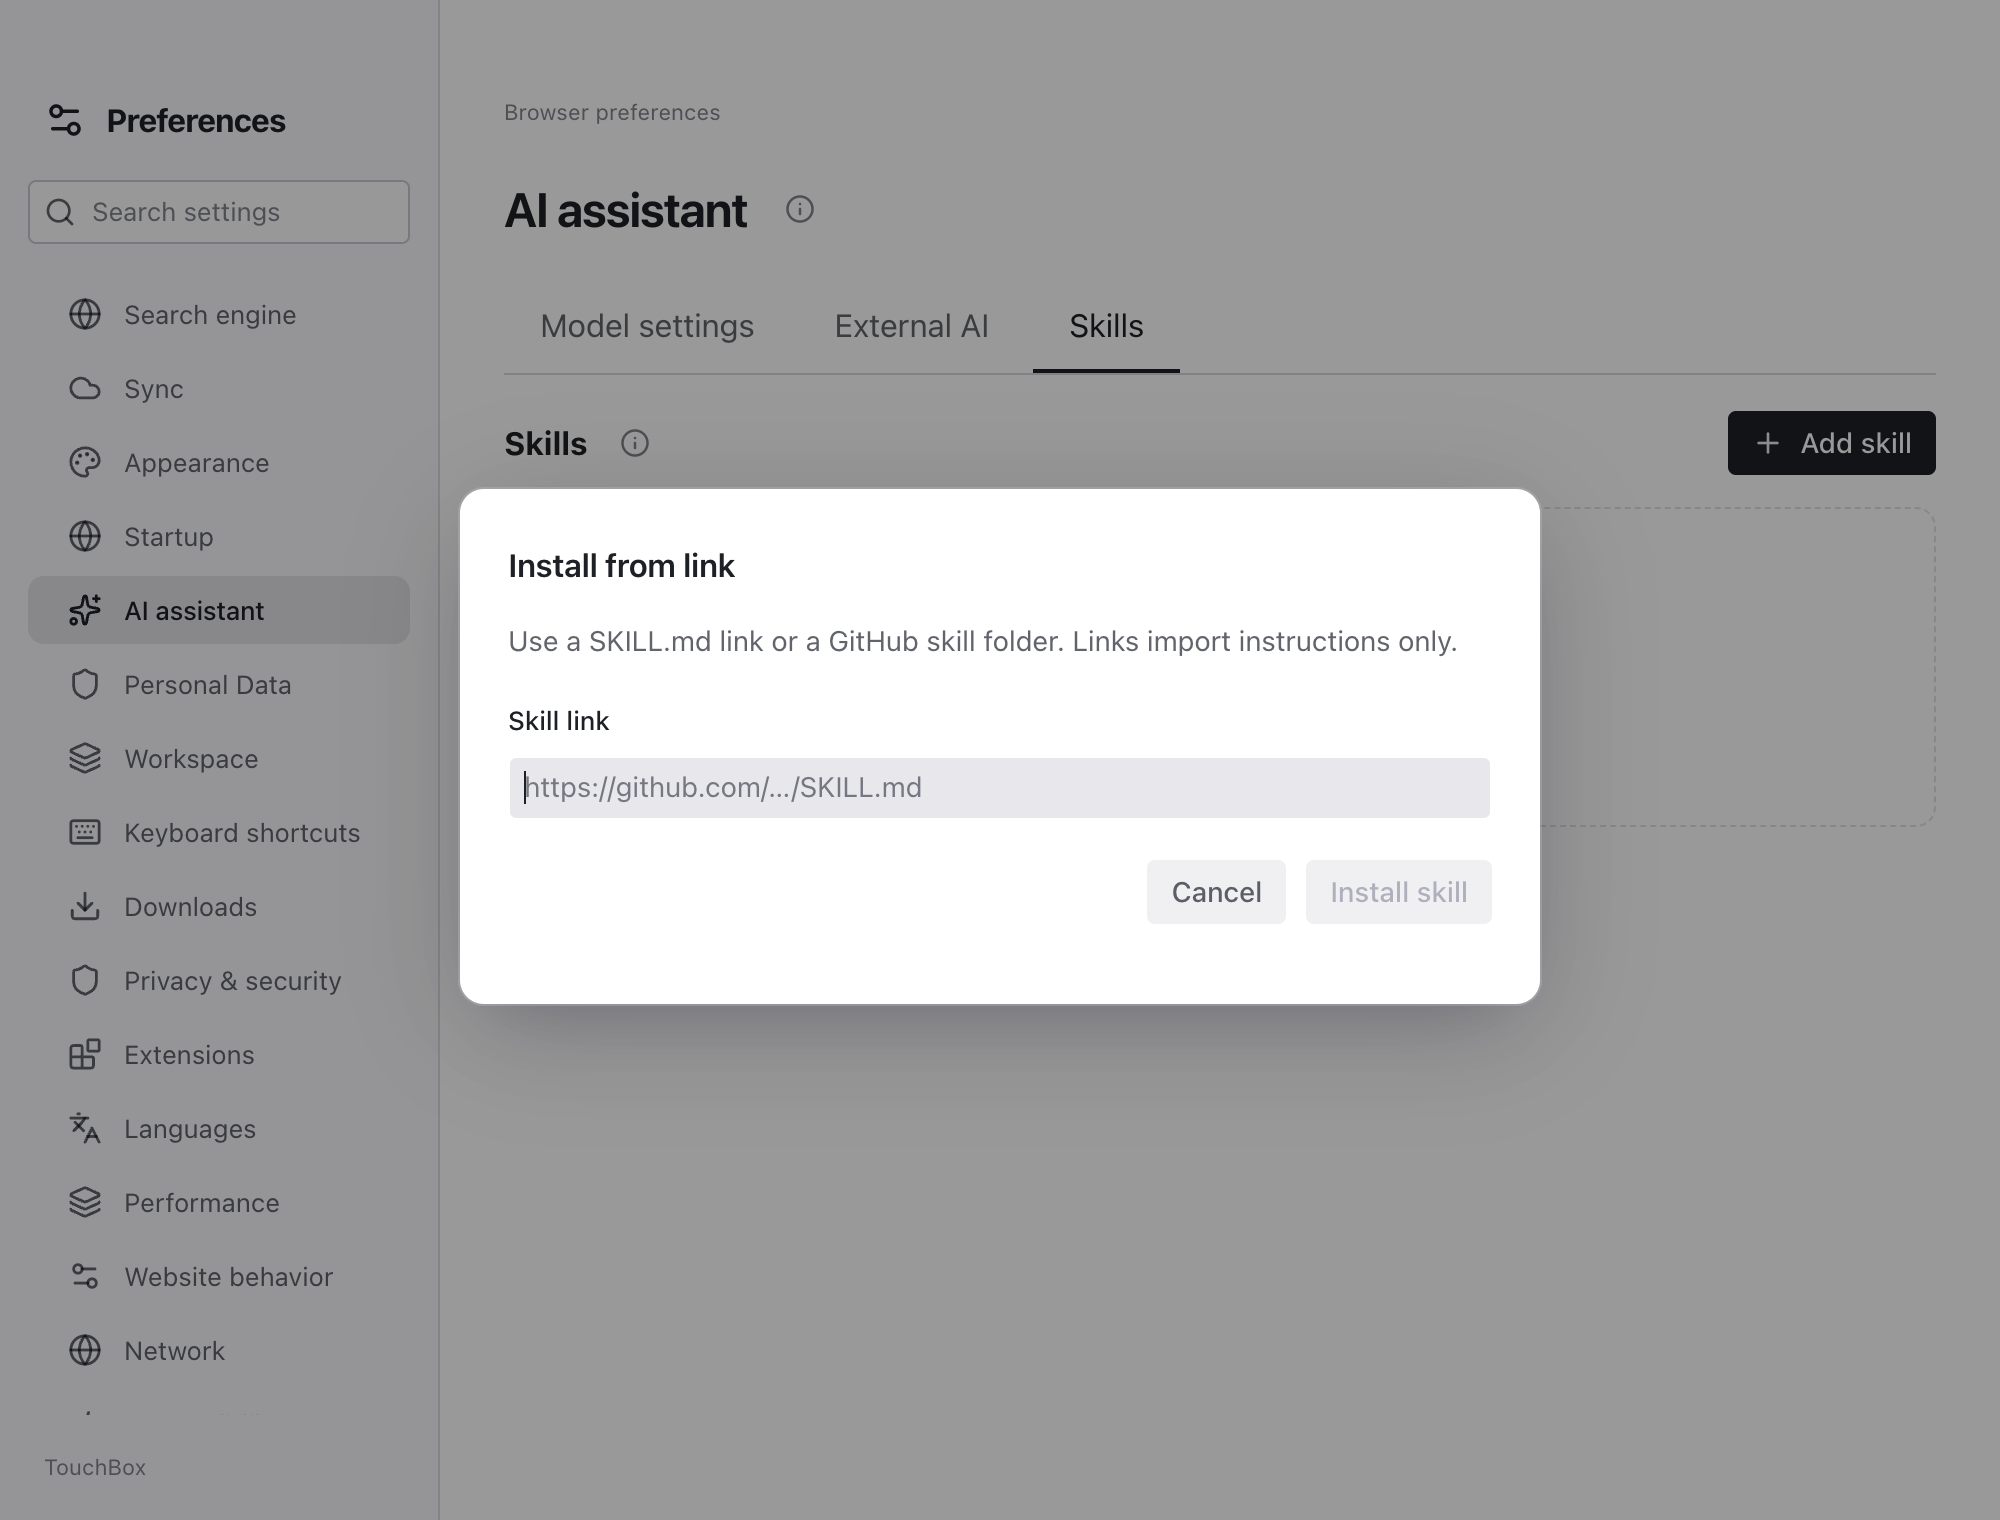 Preferences
Search settings
Search engine
Sync
Appearance
Startup
AI assistant
Personal Data
Workspace
Keyboard shortcuts
Downloads
Privacy & security
Extensions
Languages
Performance
Website behavior
Network
TouchBox
Browser preferences
AI assistant
Model settings
External AI
Skills
Skills
Add skill
Install from link
Use a SKILL.md link or a GitHub skill folder. Links import instructions only.
Skill link
https://github.com/.../SKILL.md
Cancel
Install skill